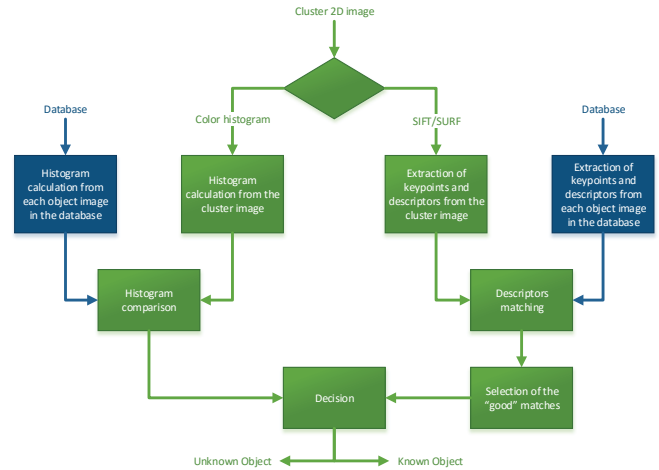 Cluster 2D image
Database
Color histogram
SIFT/SURF
Database
Histogram
calculation from
each object image
in the database
Histogram
calculation from the
cluster image
Extraction of
keypoints and
descriptors from the
cluster image
Extraction of
keypoints and
descriptors from
each object image
in the database
Histogram
comparison
Descriptors
matching
Decision
Selection of the
“good” matches
Unknown Object
Known Object